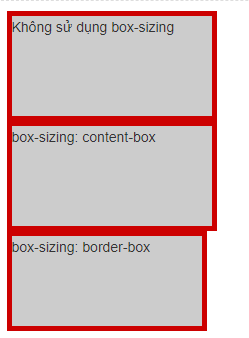 Không sử dụng box-sizing
box-sizing: content-box
box-sizing: border-box